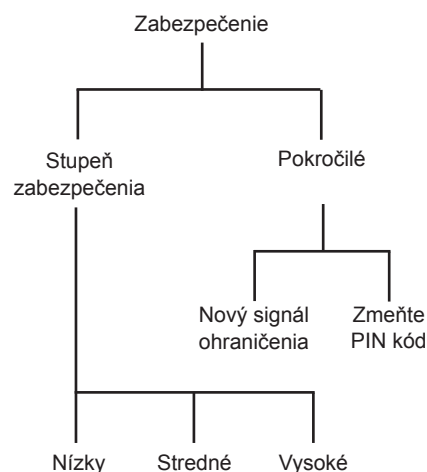 Zabezpečenie
Stupeň
zabezpečenia
Pokročilé
Nový signál
ohraničenia
Zmeňte
PIN kód
Nízky
Stredné
Vysoké